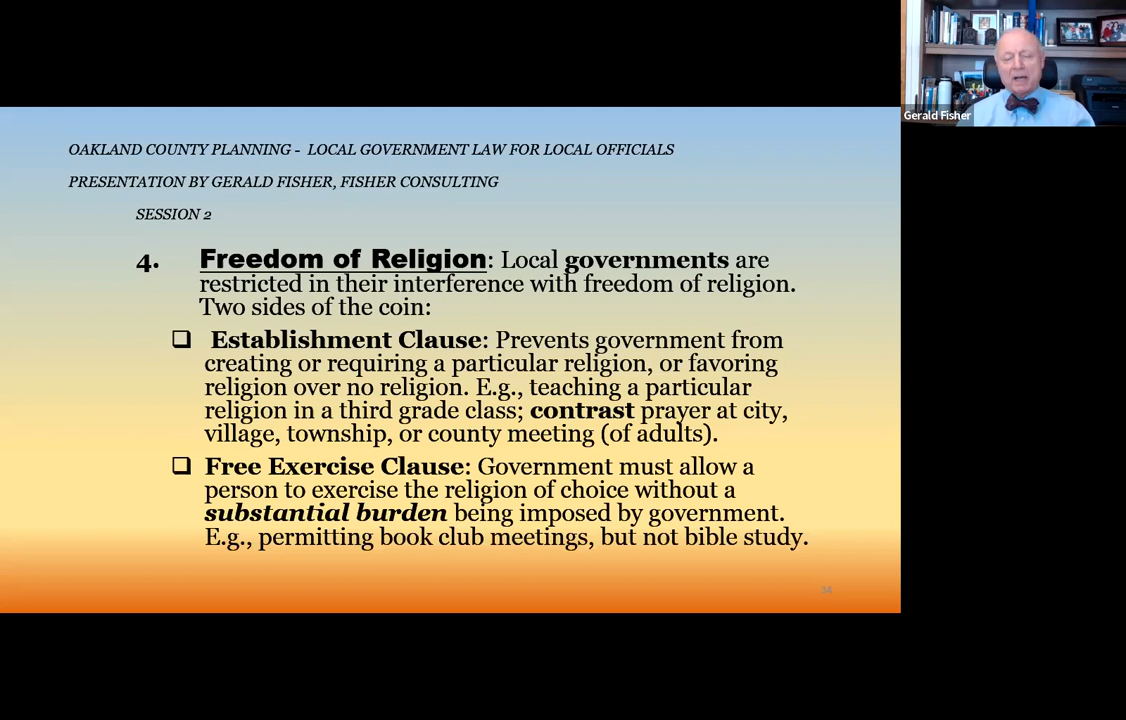 Gerald Fisher
OAKLAND COUNTY PLANNING - LOCAL GOVERNMENT LAW FOR LOCAL OFFICIALS
PRESENTATION BY GERALD FISHER, FISHER CONSULTING
SESSION 2
4. Freedom of Religion: Local governments are
restricted in their interference with freedom of religion.
Two sides of the coin:
❑ Establishment Clause: Prevents government from
creating or requiring a particular religion, or favoring
religion over no religion. E.g., teaching a particular
religion in a third grade class; contrast prayer at city,
village, township, or county meeting (of adults).
❑ Free Exercise Clause: Government must allow a
person to exercise the religion of choice without a
substantial burden being imposed by government.
E.g., permitting book club meetings, but not bible study.
34